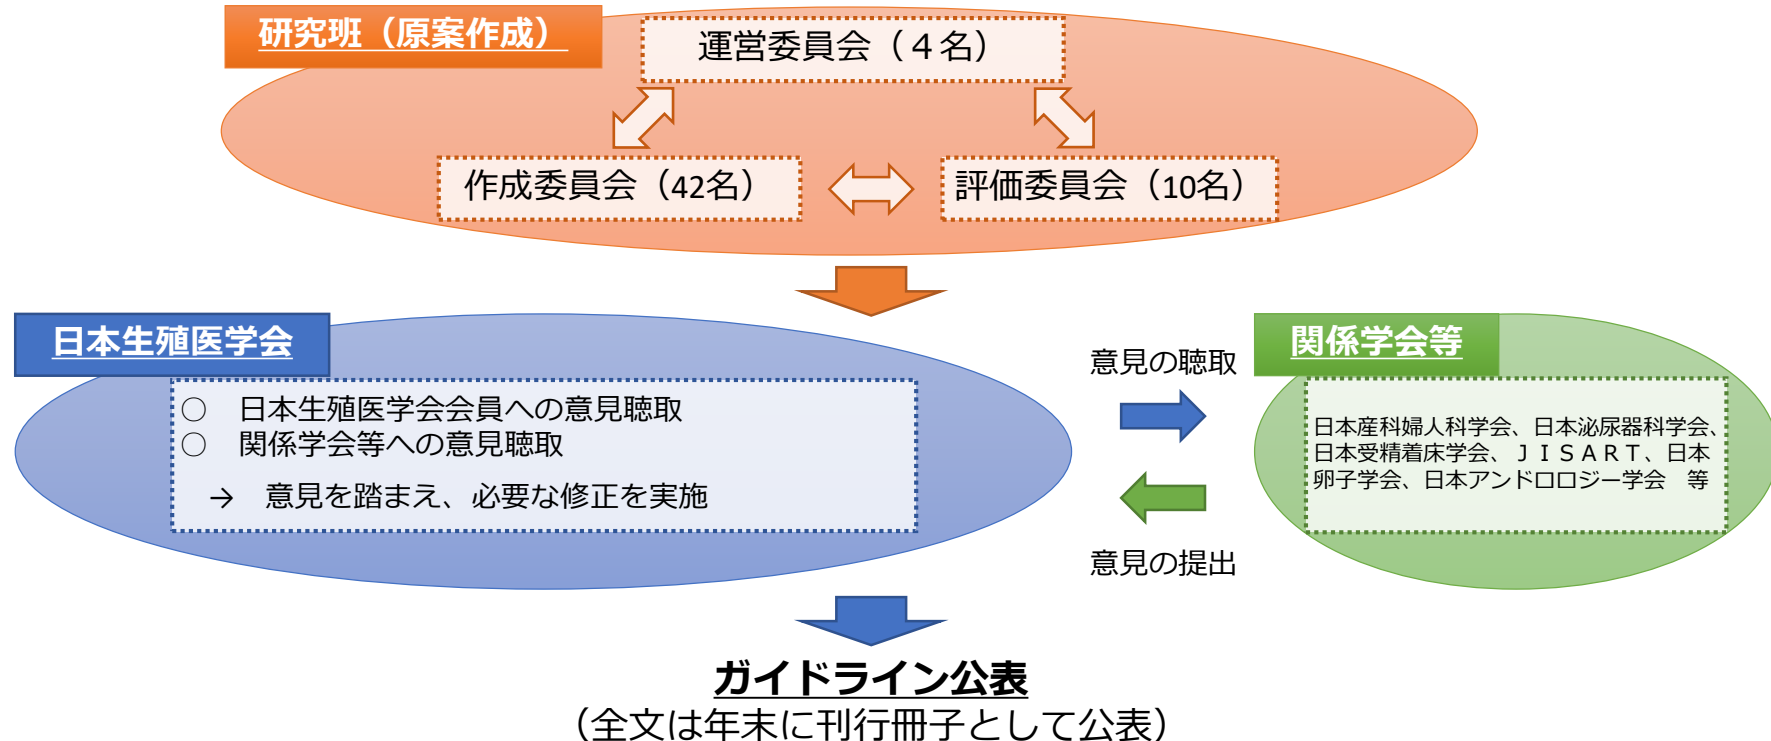 研究班（原案作成）
運営委員会（４名）
作成委員会（42名）
評価委員会（10名）
日本生殖医学会
○　日本生殖医学会会員への意見聴取
○　関係学会等への意見聴取
→　意見を踏まえ、必要な修正を実施
意見の聴取
意見の提出
関係学会等
日本産科婦人科学会、日本泌尿器科学会、
日本受精着床学会、ＪＩＳＡＲＴ、日本
卵子学会、日本アンドロロジー学会　等
ガイドライン公表
（全文は年末に刊行冊子として公表）